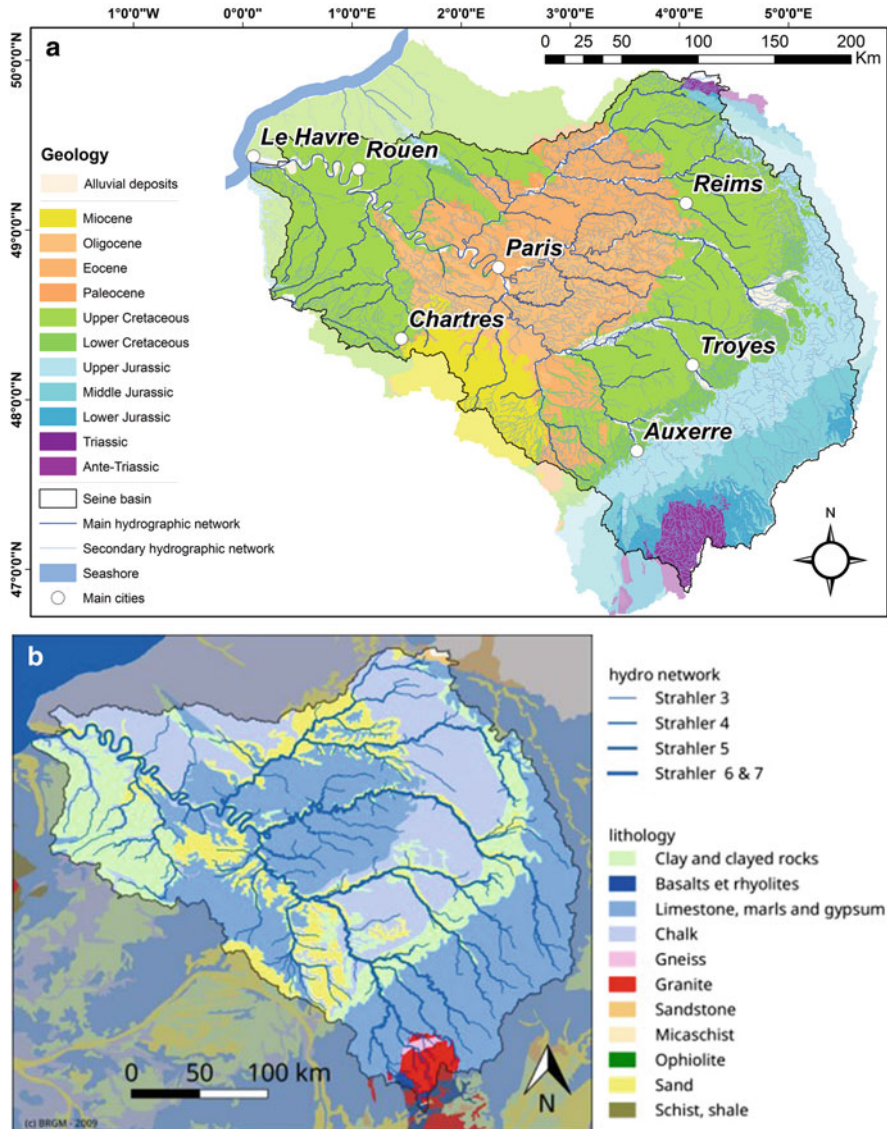 1°0'0"W 0°0'0" 1°0'0"E 2°0'0"E 3°0'0"E 4°0'0"E 5°0'0"E
a
0 25 50 100 150 200
Km
50°0'0"N
49°0'0"N
48°0'0"N
47°0'0"N
Le Havre
Rouen
Reims
Paris
Chartres
Troyes
Auxerre
Geology
Alluvial deposits
Miocene
Oligocene
Eocene
Paleocene
Upper Cretaceous
Lower Cretaceous
Upper Jurassic
Middle Jurassic
Lower Jurassic
Triassic
Ante-Triassic
Seine basin
Main hydrographic network
Secondary hydrographic network
Seashore
Main cities
N
b
0 50 100 km
N
(c) BRGM - 2009
hydro network
Strahler 3
Strahler 4
Strahler 5
Strahler 6 & 7
lithology
Clay and clayed rocks
Basalts et rhyolites
Limestone, marls and gypsum
Chalk
Gneiss
Granite
Sandstone
Micaschist
Ophiolite
Sand
Schist, shale